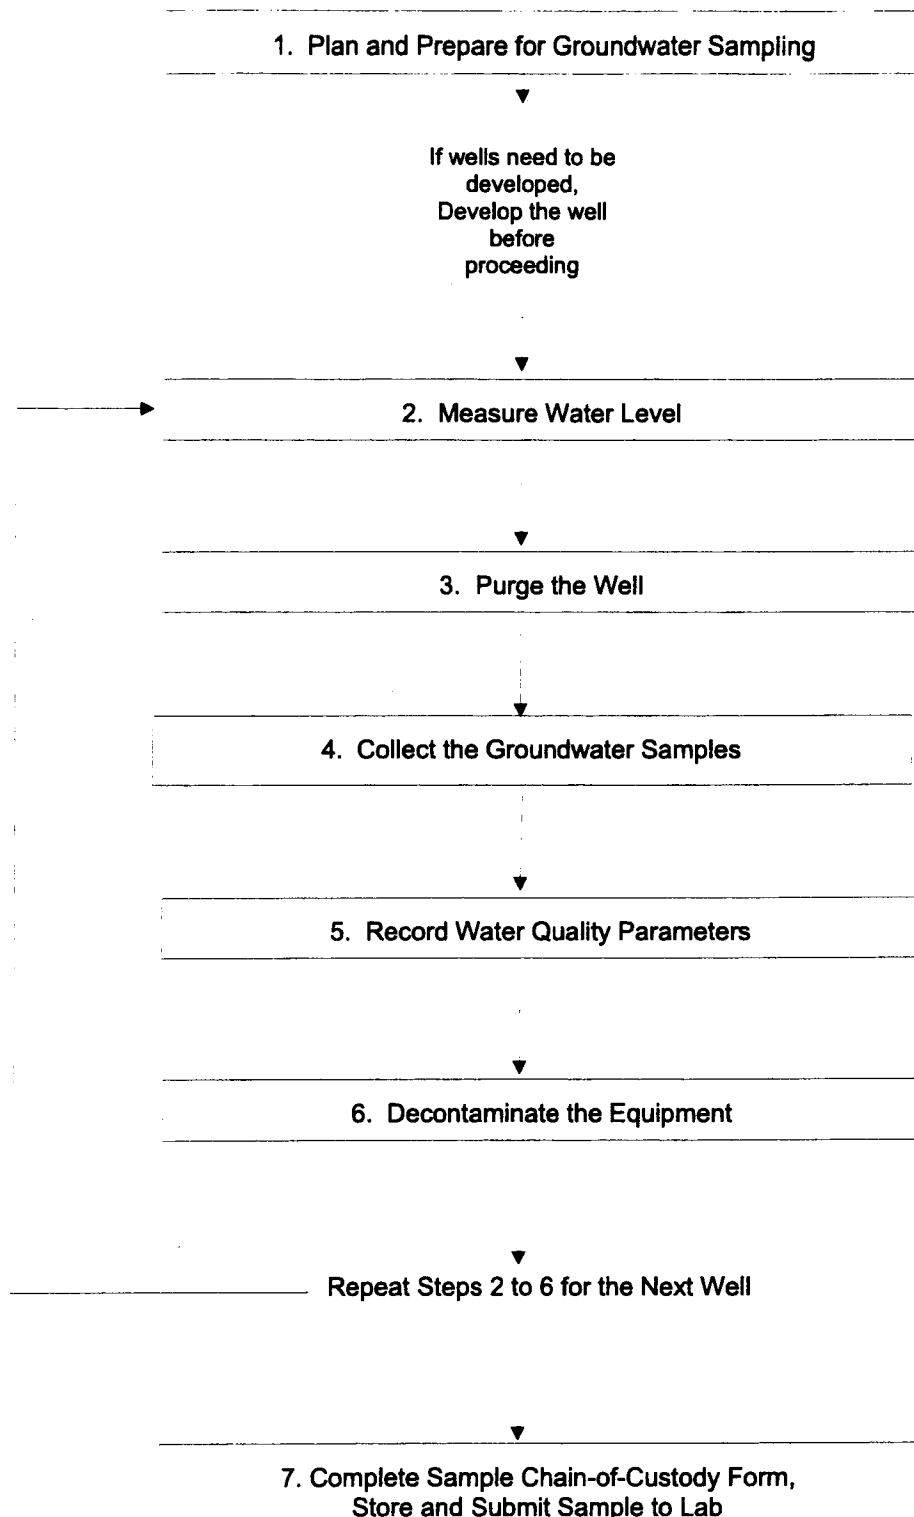 1. Plan and Prepare for Groundwater Sampling
If wells need to be
developed,
Develop the well
before
proceeding
2. Measure Water Level
3. Purge the Well
4. Collect the Groundwater Samples
5. Record Water Quality Parameters
6. Decontaminate the Equipment
Repeat Steps 2 to 6 for the Next Well
7. Complete Sample Chain-of-Custody Form,
Store and Submit Sample to Lab